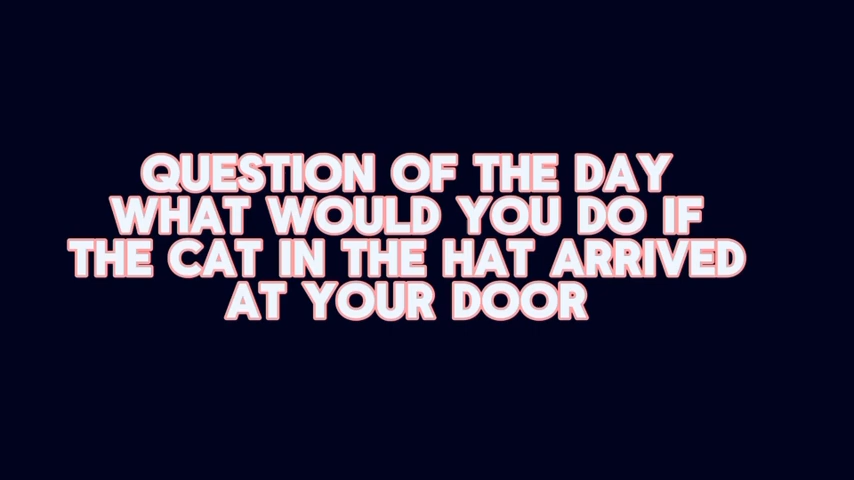 QUESTION OF THE DAY
WHAT WOULD YOU DO IF
THE CAT IN THE HAT ARRIVED
AT YOUR DOOR